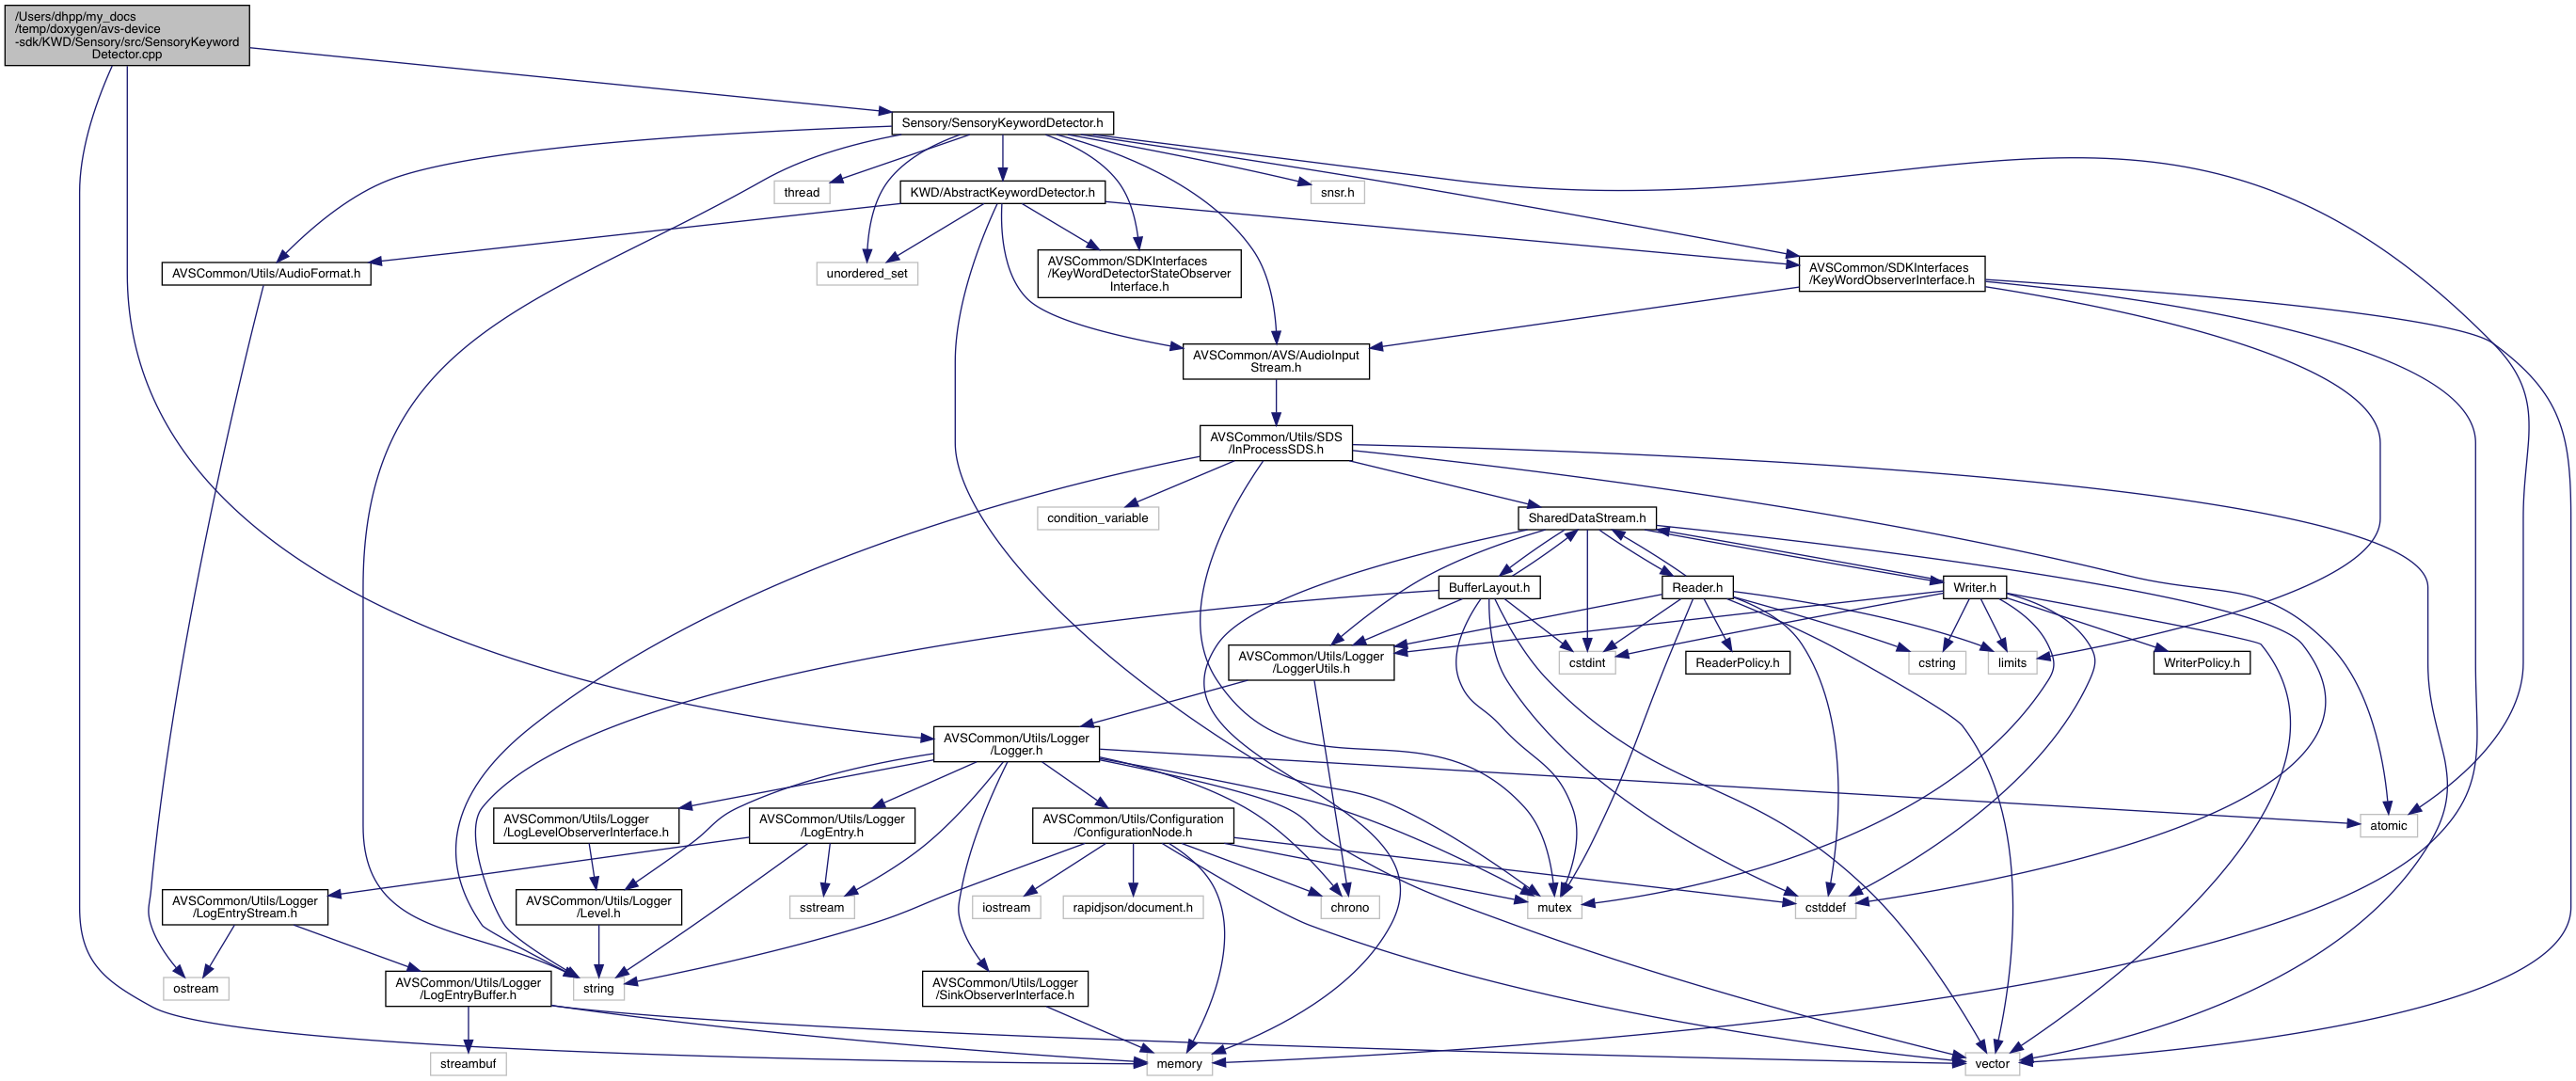 /Users/dhpp/my_docs
/temp/doxygen/avs-device
-sdk/KWD/Sensory/src/SensoryKeyword
Detector.cpp
Sensory/SensoryKeywordDetector.h
thread
KWD/AbstractKeywordDetector.h
snsr.h
AVSCommon/Utils/AudioFormat.h
unordered_set
AVSCommon/SDKInterfaces
/KeyWordDetectorStateObserver
Interface.h
AVSCommon/SDKInterfaces
/KeyWordObserverInterface.h
AVSCommon/AVS/AudioInput
Stream.h
AVSCommon/Utils/SDS
/InProcessSDS.h
condition_variable
SharedDataStream.h
BufferLayout.h
Reader.h
Writer.h
AVSCommon/Utils/Logger
/LoggerUtils.h
cstdint
ReaderPolicy.h
cstring
limits
WriterPolicy.h
AVSCommon/Utils/Logger
/Logger.h
AVSCommon/Utils/Logger
/LogLevelObserverInterface.h
AVSCommon/Utils/Logger
/LogEntry.h
AVSCommon/Utils/Configuration
/ConfigurationNode.h
atomic
AVSCommon/Utils/Logger
/LogEntryStream.h
AVSCommon/Utils/Logger
/Level.h
sstream
iostream
rapidjson/document.h
chrono
mutex
cstddef
ostream
AVSCommon/Utils/Logger
/LogEntryBuffer.h
string
AVSCommon/Utils/Logger
/SinkObserverInterface.h
streambuf
memory
vector